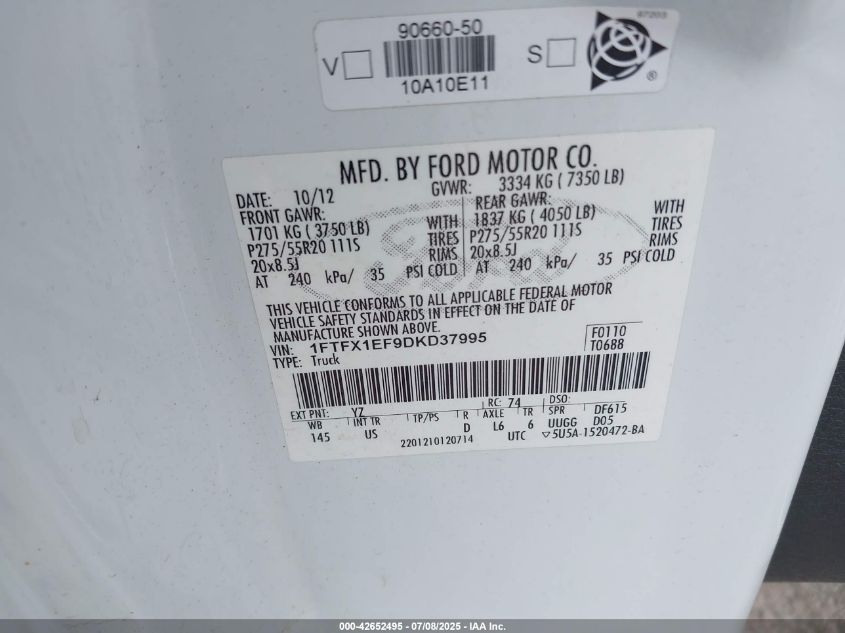 97203
90660-50
V
S
10A10E11
®
MFD. BY FORD MOTOR CO.
DATE: 10/12 GVWR: 3334 KG ( 7350 LB)
FRONT GAWR: REAR GAWR:
1701 KG ( 3750 LB) WITH 1837 KG ( 4050 LB) WITH
P275/55R20 111S TIRES P275/55R20 111S TIRES
20x8.5J RIMS 20x8.5J RIMS
AT 240 kPa/ 35 PSI COLD AT 240 kPa/ 35 PSI COLD
Ford
THIS VEHICLE CONFORMS TO ALL APPLICABLE FEDERAL MOTOR
VEHICLE SAFETY STANDARDS IN EFFECT ON THE DATE OF
MANUFACTURE SHOWN ABOVE.
VIN: 1FTFX1EF9DKD37995 F0110
TYPE: Truck T0688
EXT PNT: YZ RC: 74 DSO:
WB INT TR TP/PS R AXLE TR SPR DF615
145 US D L6 6 UUGG D05
2201210120714 UTC ▽5U5A-1520472-BA
000-42652495 - 07/08/2025 - IAA Inc.